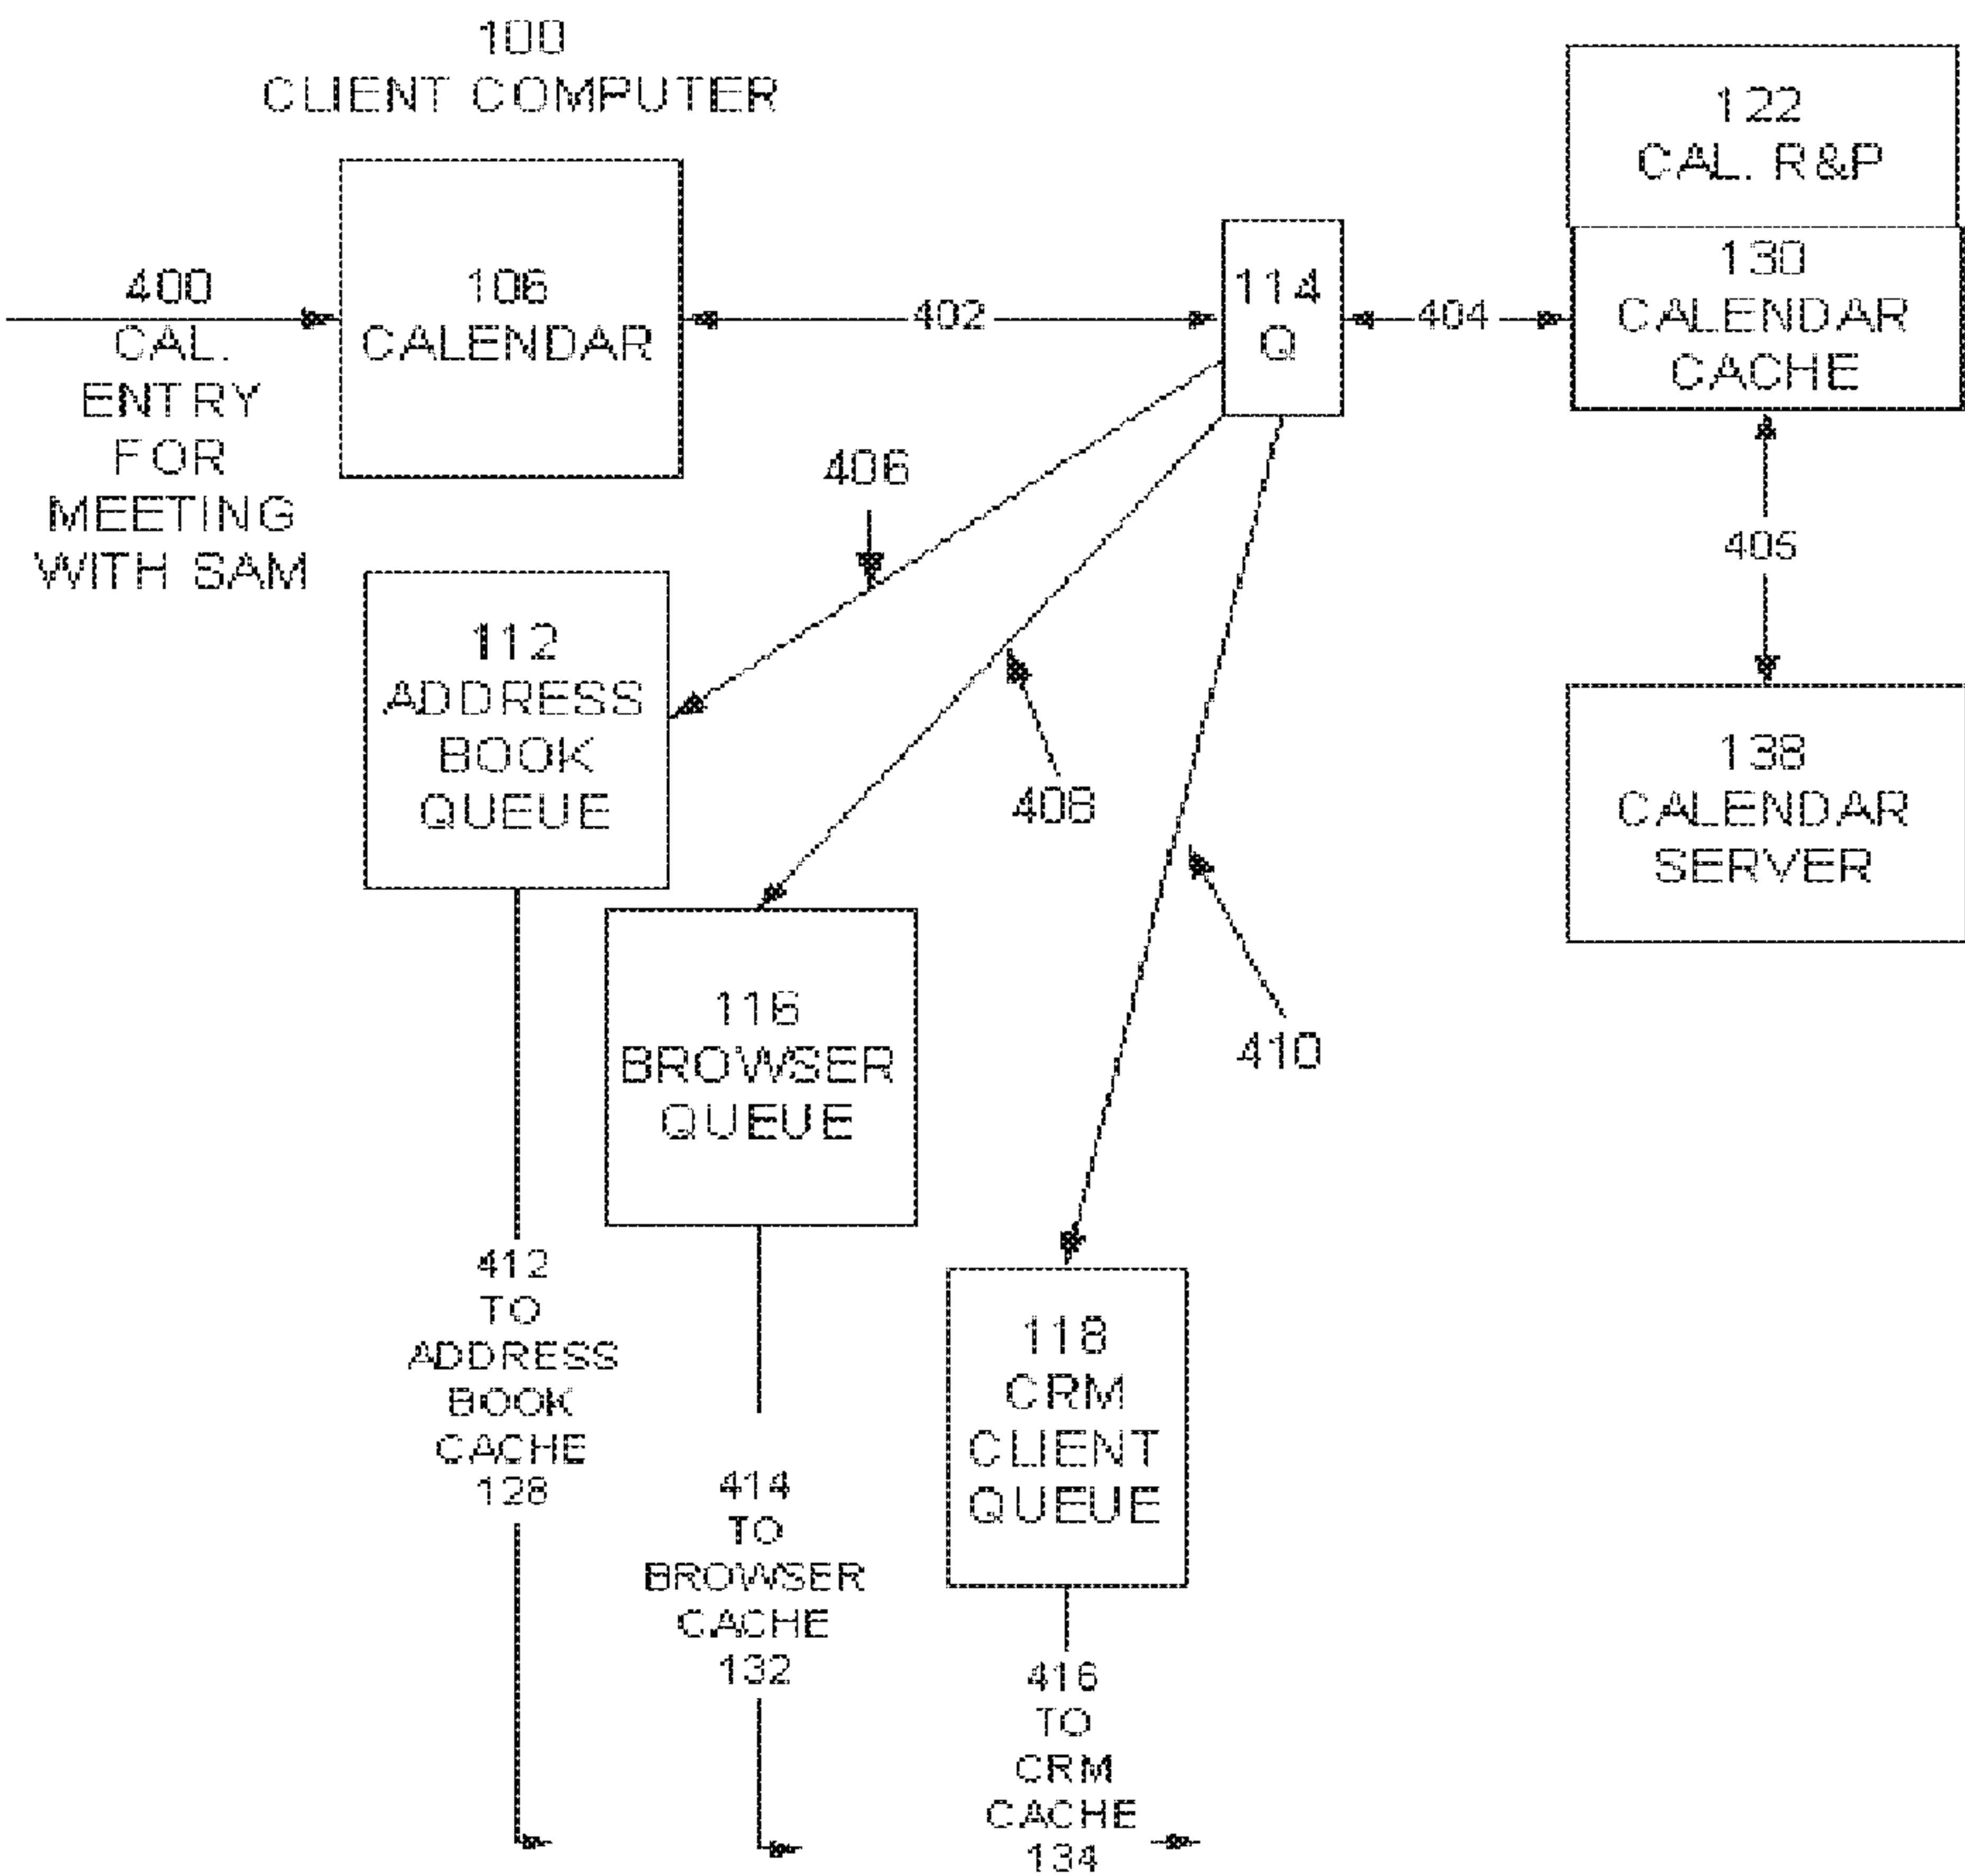 100
CLIENT COMPUTER
122
CAL. R&P
400
CAL.
ENTRY
FOR
MEETING
WITH SAM
106
CALENDAR
402
114
Q
404
130
CALENDAR
CACHE
406
405
112
ADDRESS
BOOK
QUEUE
408
138
CALENDAR
SERVER
116
BROWSER
QUEUE
410
412
TO
ADDRESS
BOOK
CACHE
128
118
CRM
CLIENT
QUEUE
414
TO
BROWSER
CACHE
132
416
TO
CRM
CACHE
134